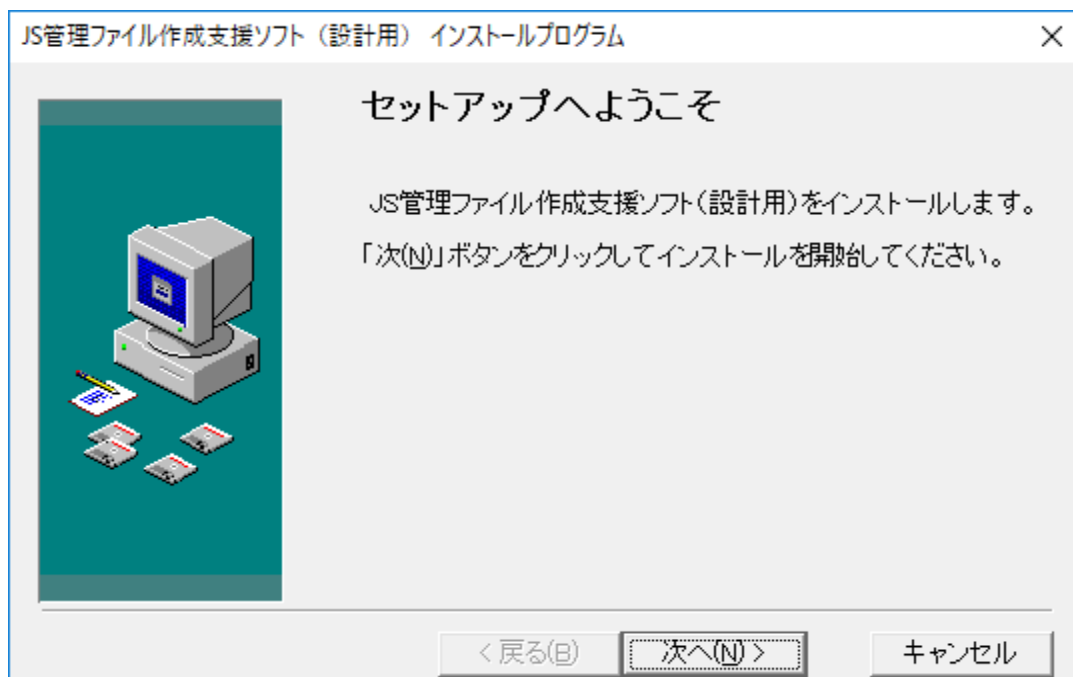 JS管理ファイル作成支援ソフト（設計用） インストールプログラム
セットアップへようこそ
JS管理ファイル作成支援ソフト(設計用)をインストールします。
「次(N)」ボタンをクリックしてインストールを開始してください。
< 戻る(B)
次へ(N) >
キャンセル